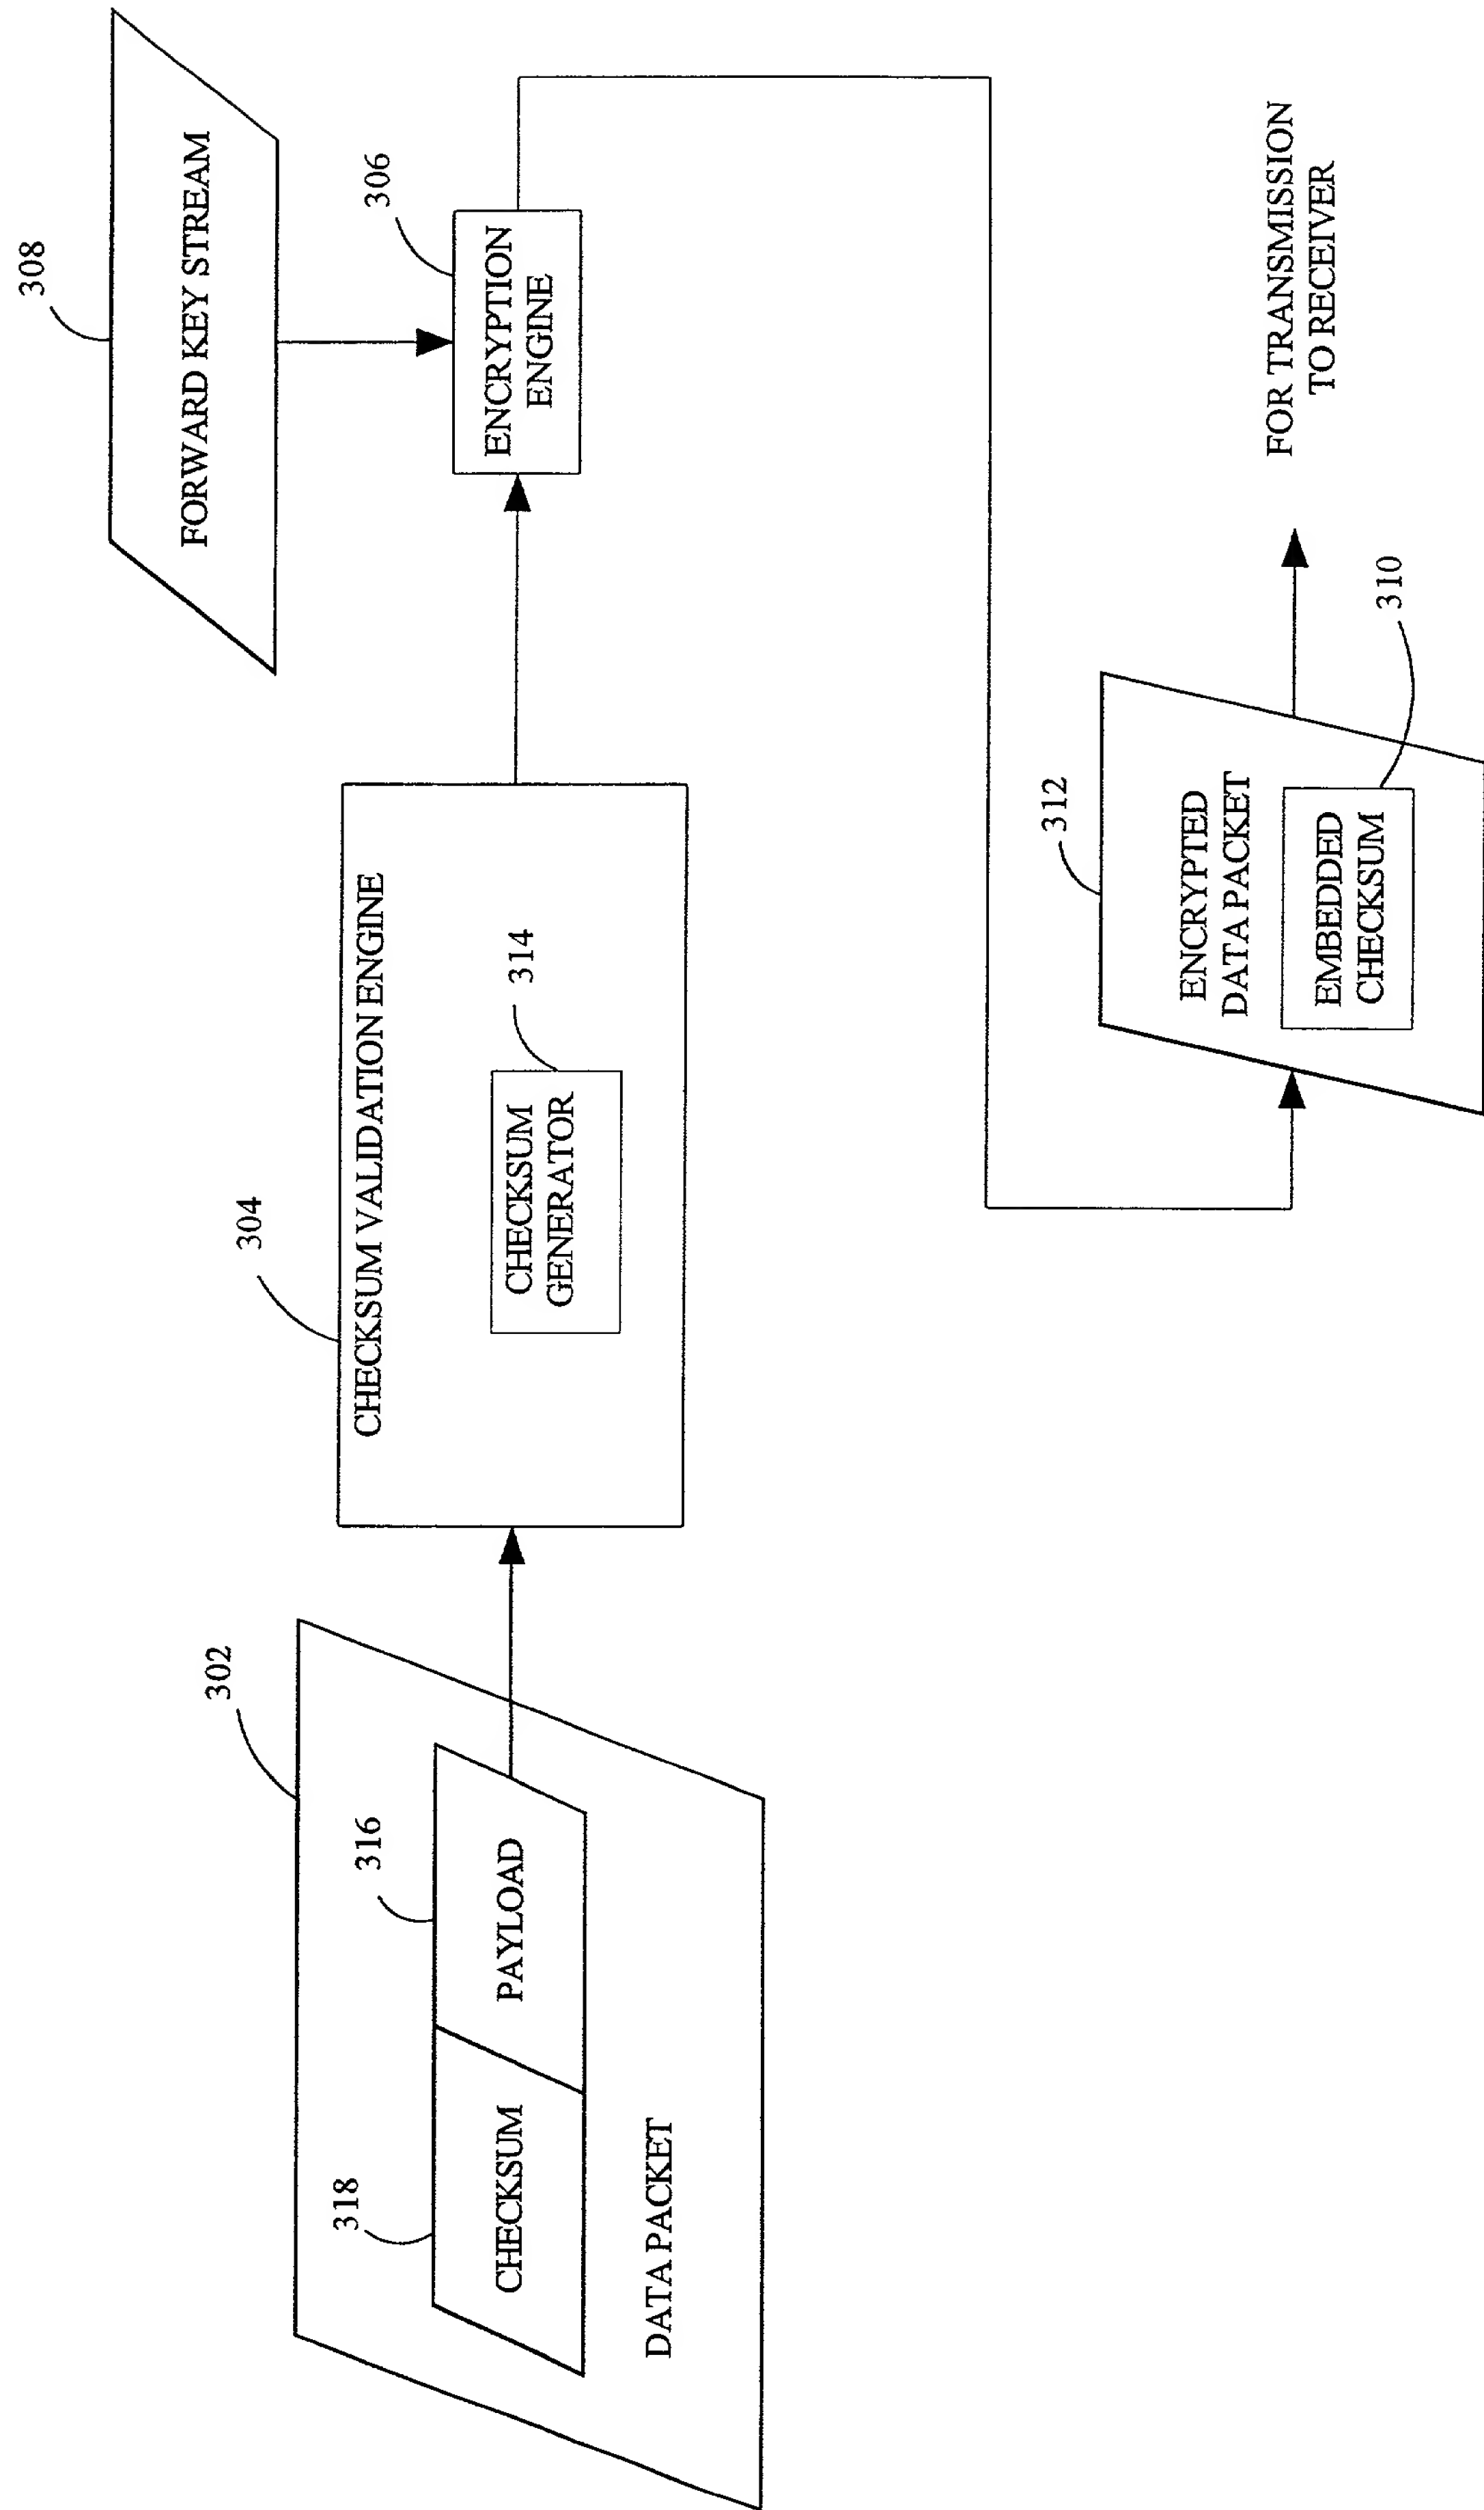 302
318
316
CHECKSUM
PAYLOAD
DATA PACKET
304
CHECKSUM VALIDATION ENGINE
314
CHECKSUM
GENERATOR
308
FORWARD KEY STREAM
306
ENCRYPTION
ENGINE
312
ENCRYPTED
DATA PACKET
EMBEDDED
CHECKSUM
310
FOR TRANSMISSION
TO RECEIVER